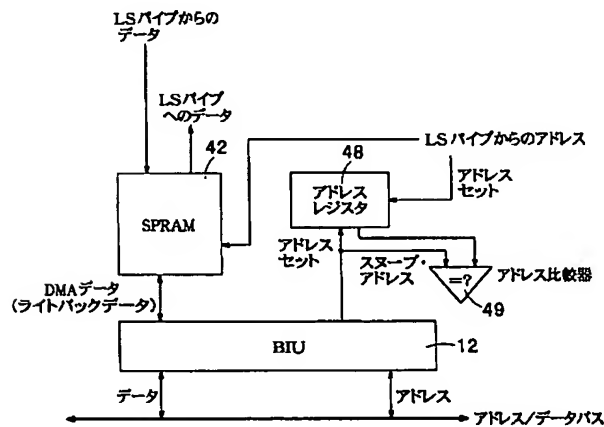 LSパイプからの
データ
LSパイプ
へのデータ
42
SPRAM
LSパイプからのアドレス
48
アドレス
レジスタ
アドレス
セット
アドレス
セット
スヌープ・
アドレス
=?
アドレス比較器
49
DMAデータ
(ライトバックデータ)
BIU
12
データ
アドレス
アドレス/データバス